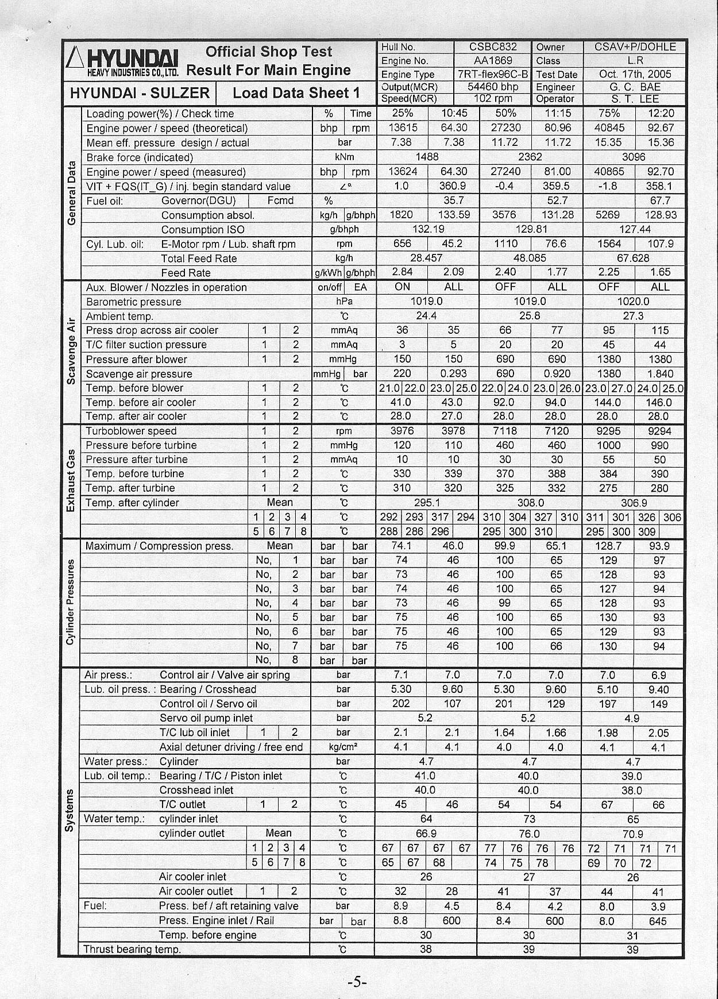 HYUNDAI HEAVY INDUSTRIES CO., LTD. Official Shop Test Result For Main Engine
HYUNDAI - SULZER Load Data Sheet 1
Hull No. CSBC832 Owner CSAV+P/DOHLE
Engine No. AA1869 Class L.R
Engine Type 7RT-flex96C-B Test Date Oct. 17th, 2005
Output(MCR) 54460 bhp Engineer G. C. BAE
Speed(MCR) 102 rpm Operator S. T. LEE
General Data
Loading power(%) / Check time % Time 25% 10:45 50% 11:15 75% 12:20
Engine power / speed (theoretical) bhp rpm 13615 64.30 27230 80.96 40845 92.67
Mean eff. pressure design / actual bar 7.38 7.38 11.72 11.72 15.35 15.36
Brake force (indicated) kNm 1488 2362 3096
Engine power / speed (measured) bhp rpm 13624 64.30 27240 81.00 40865 92.70
VIT + FQS(IT_G) / inj. begin standard value ∠° 1.0 360.9 -0.4 359.5 -1.8 358.1
Fuel oil: Governor(DGU) Fcmd % 35.7 52.7 67.7
Consumption absol. kg/h g/bhph 1820 133.59 3576 131.28 5269 128.93
Consumption ISO g/bhph 132.19 129.81 127.44
Cyl. Lub. oil: E-Motor rpm / Lub. shaft rpm rpm 656 45.2 1110 76.6 1564 107.9
Total Feed Rate kg/h 28.457 48.085 67.628
Feed Rate g/kWh g/bhph 2.84 2.09 2.40 1.77 2.25 1.65
Scavenge Air
Aux. Blower / Nozzles in operation on/off EA ON ALL OFF ALL OFF ALL
Barometric pressure hPa 1019.0 1019.0 1020.0
Ambient temp. ℃ 24.4 25.8 27.3
Press drop across air cooler 1 2 mmAq 36 35 66 77 95 115
T/C filter suction pressure 1 2 mmAq 3 5 20 20 45 44
Pressure after blower 1 2 mmHg 150 150 690 690 1380 1380
Scavenge air pressure mmHg bar 220 0.293 690 0.920 1380 1.840
Temp. before blower 1 2 ℃ 21.0 22.0 23.0 25.0 22.0 24.0 23.0 26.0 23.0 27.0 24.0 25.0
Temp. before air cooler 1 2 ℃ 41.0 43.0 92.0 94.0 144.0 146.0
Temp. after air cooler 1 2 ℃ 28.0 27.0 28.0 28.0 28.0 28.0
Exhaust Gas
Turboblower speed 1 2 rpm 3976 3978 7118 7120 9295 9294
Pressure before turbine 1 2 mmHg 120 110 460 460 1000 990
Pressure after turbine 1 2 mmAq 10 10 30 30 55 50
Temp. before turbine 1 2 ℃ 330 339 370 388 384 390
Temp. after turbine 1 2 ℃ 310 320 325 332 275 280
Temp. after cylinder Mean ℃ 295.1 308.0 306.9
1 2 3 4 ℃ 292 293 317 294 310 304 327 310 311 301 326 306
5 6 7 8 ℃ 288 286 296 295 300 310 295 300 309
Cylinder Pressures
Maximum / Compression press. Mean bar bar 74.1 46.0 99.9 65.1 128.7 93.9
No, 1 bar bar 74 46 100 65 129 97
No, 2 bar bar 73 46 100 65 128 93
No, 3 bar bar 74 46 100 65 127 94
No, 4 bar bar 73 46 99 65 128 93
No, 5 bar bar 75 46 100 65 130 93
No, 6 bar bar 75 46 100 65 129 93
No, 7 bar bar 75 46 100 66 130 94
No, 8 bar bar
Systems
Air press.: Control air / Valve air spring bar 7.1 7.0 7.0 7.0 7.0 6.9
Lub. oil press. : Bearing / Crosshead bar 5.30 9.60 5.30 9.60 5.10 9.40
Control oil / Servo oil bar 202 107 201 129 197 149
Servo oil pump inlet bar 5.2 5.2 4.9
T/C lub oil inlet 1 2 bar 2.1 2.1 1.64 1.66 1.98 2.05
Axial detuner driving / free end kg/cm² 4.1 4.1 4.0 4.0 4.1 4.1
Water press.: Cylinder bar 4.7 4.7 4.7
Lub. oil temp.: Bearing / T/C / Piston inlet ℃ 41.0 40.0 39.0
Crosshead inlet ℃ 40.0 40.0 38.0
T/C outlet 1 2 ℃ 45 46 54 54 67 66
Water temp.: cylinder inlet ℃ 64 73 65
cylinder outlet Mean ℃ 66.9 76.0 70.9
1 2 3 4 ℃ 67 67 67 67 77 76 76 76 72 71 71 71
5 6 7 8 ℃ 65 67 68 74 75 78 69 70 72
Air cooler inlet ℃ 26 27 26
Air cooler outlet 1 2 ℃ 32 28 41 37 44 41
Fuel: Press. bef / aft retaining valve bar 8.9 4.5 8.4 4.2 8.0 3.9
Press. Engine inlet / Rail bar bar 8.8 600 8.4 600 8.0 645
Temp. before engine ℃ 30 30 31
Thrust bearing temp. ℃ 38 39 39
-5-